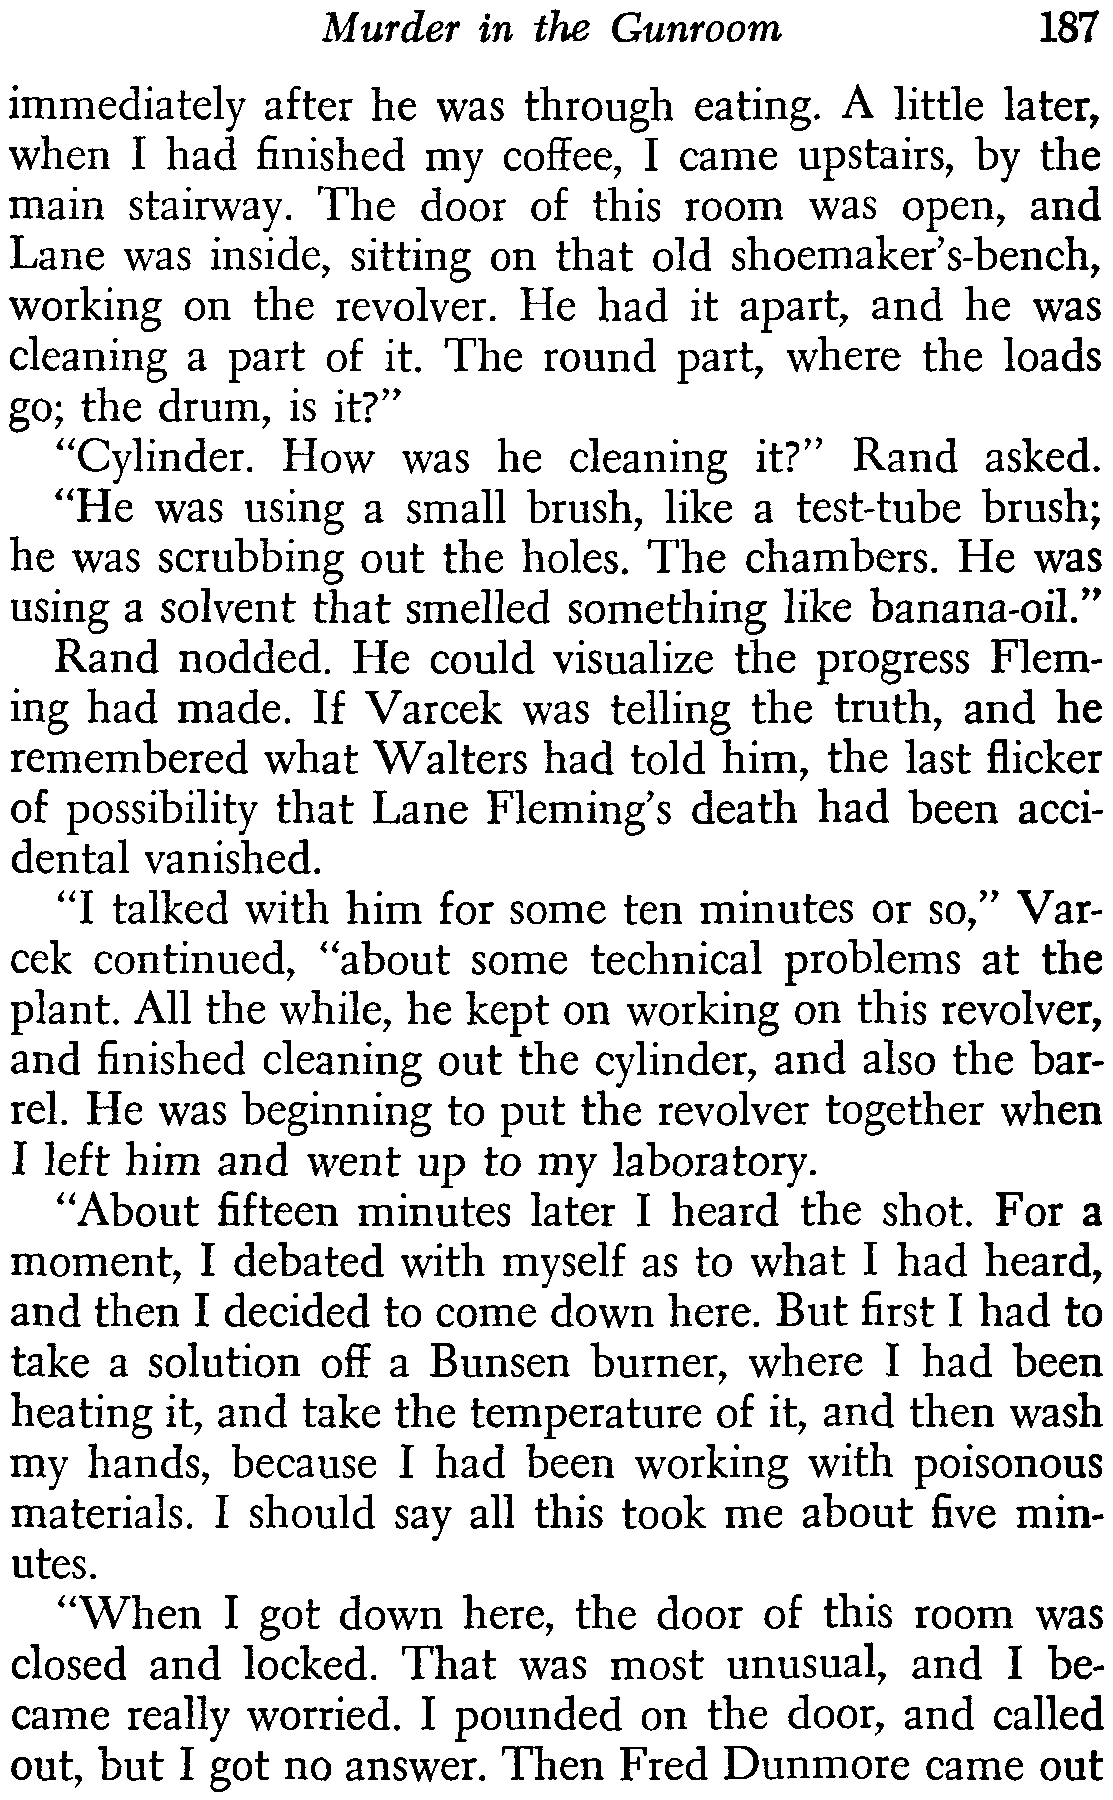 Murder in the Gunroom 187
immediately after he was through eating. A little later,
when I had finished my coffee, I came upstairs, by the
main stairway. The door of this room was open, and
Lane was inside, sitting on that old shoemaker's-bench,
working on the revolver. He had it apart, and he was
cleaning a part of it. The round part, where the loads
go; the drum, is it?”
“Cylinder. How was he cleaning it?” Rand asked.
“He was using a small brush, like a test-tube brush;
he was scrubbing out the holes. The chambers. He was
using a solvent that smelled something like banana-oil.”
Rand nodded. He could visualize the progress Flem-
ing had made. If Varcek was telling the truth, and he
remembered what Walters had told him, the last flicker
of possibility that Lane Fleming's death had been acci-
dental vanished.
“I talked with him for some ten minutes or so,” Var-
cek continued, “about some technical problems at the
plant. All the while, he kept on working on this revolver,
and finished cleaning out the cylinder, and also the bar-
rel. He was beginning to put the revolver together when
I left him and went up to my laboratory.
“About fifteen minutes later I heard the shot. For a
moment, I debated with myself as to what I had heard,
and then I decided to come down here. But first I had to
take a solution off a Bunsen burner, where I had been
heating it, and take the temperature of it, and then wash
my hands, because I had been working with poisonous
materials. I should say all this took me about five min-
utes.
“When I got down here, the door of this room was
closed and locked. That was most unusual, and I be-
came really worried. I pounded on the door, and called
out, but I got no answer. Then Fred Dunmore came out